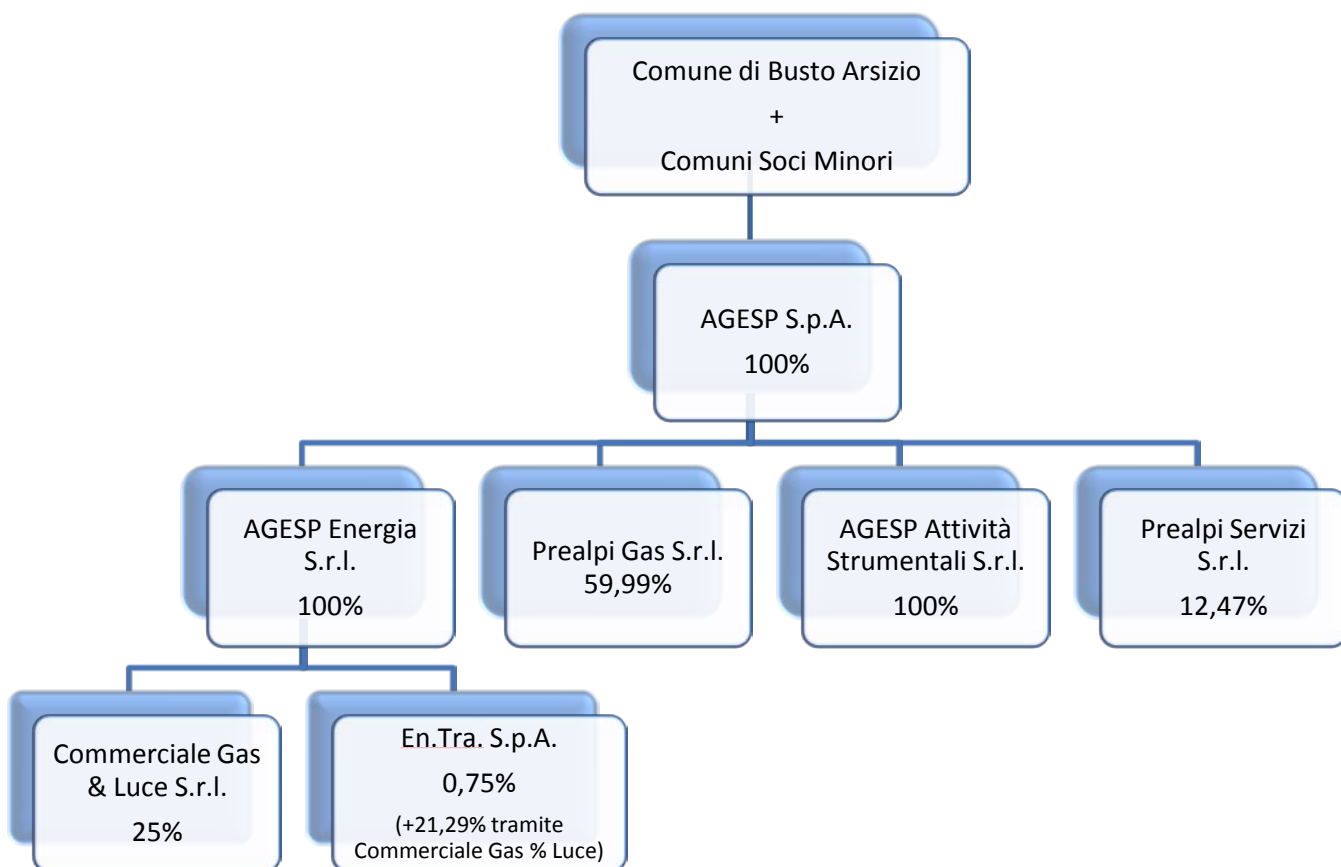 Comune di Busto Arsizio
+
Comuni Soci Minori
AGESP S.p.A.
100%
AGESP Energia
S.r.l.
100%
Prealpi Gas S.r.l.
59,99%
AGESP Attività
Strumentali S.r.l.
100%
Prealpi Servizi
S.r.l.
12,47%
Commerciale Gas
& Luce S.r.l.
25%
En.Tra. S.p.A.
0,75%
(+21,29% tramite
Commerciale Gas % Luce)